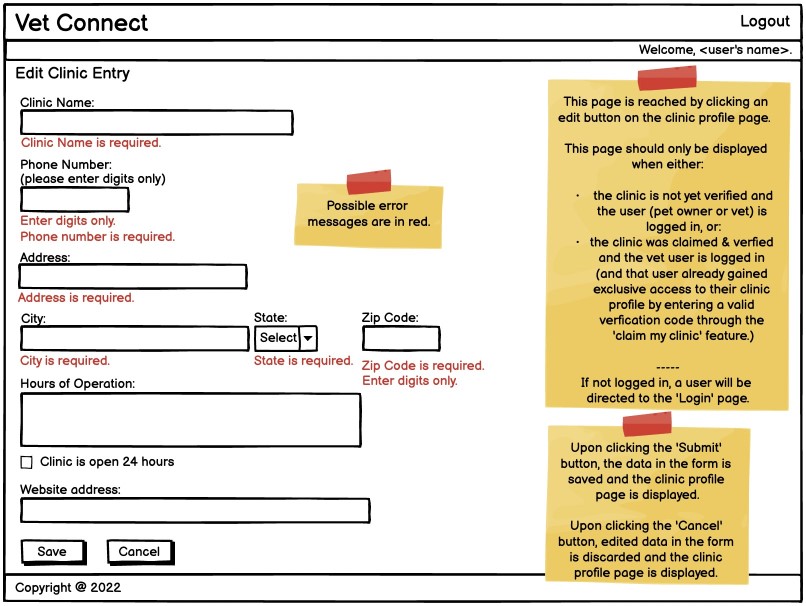 Vet Connect
Logout
Welcome, <user's name>.
Edit Clinic Entry
Clinic Name:
Clinic Name is required.
Phone Number:
(please enter digits only)
Enter digits only.
Phone number is required.
Address:
Address is required.
City:
State:
Zip Code:
Select
City is required.
State is required.
Zip Code is required.
Enter digits only.
Hours of Operation:
Clinic is open 24 hours
Website address:
Save
Cancel
Possible error
messages are in red.
This page is reached by clicking an
edit button on the clinic profile page.
This page should only be displayed
when either:
· the clinic is not yet verified and
the user (pet owner or vet) is
logged in, or:
· the clinic was claimed & verfied
and the vet user is logged in
(and that user already gained
exclusive access to their clinic
profile by entering a valid
verfication code through the
'claim my clinic' feature.)
-----
If not logged in, a user will be
directed to the 'Login' page.
Upon clicking the 'Submit'
button, the data in the form is
saved and the clinic profile
page is displayed.
Upon clicking the 'Cancel'
button, edited data in the form
is discarded and the clinic
profile page is displayed.
Copyright @ 2022